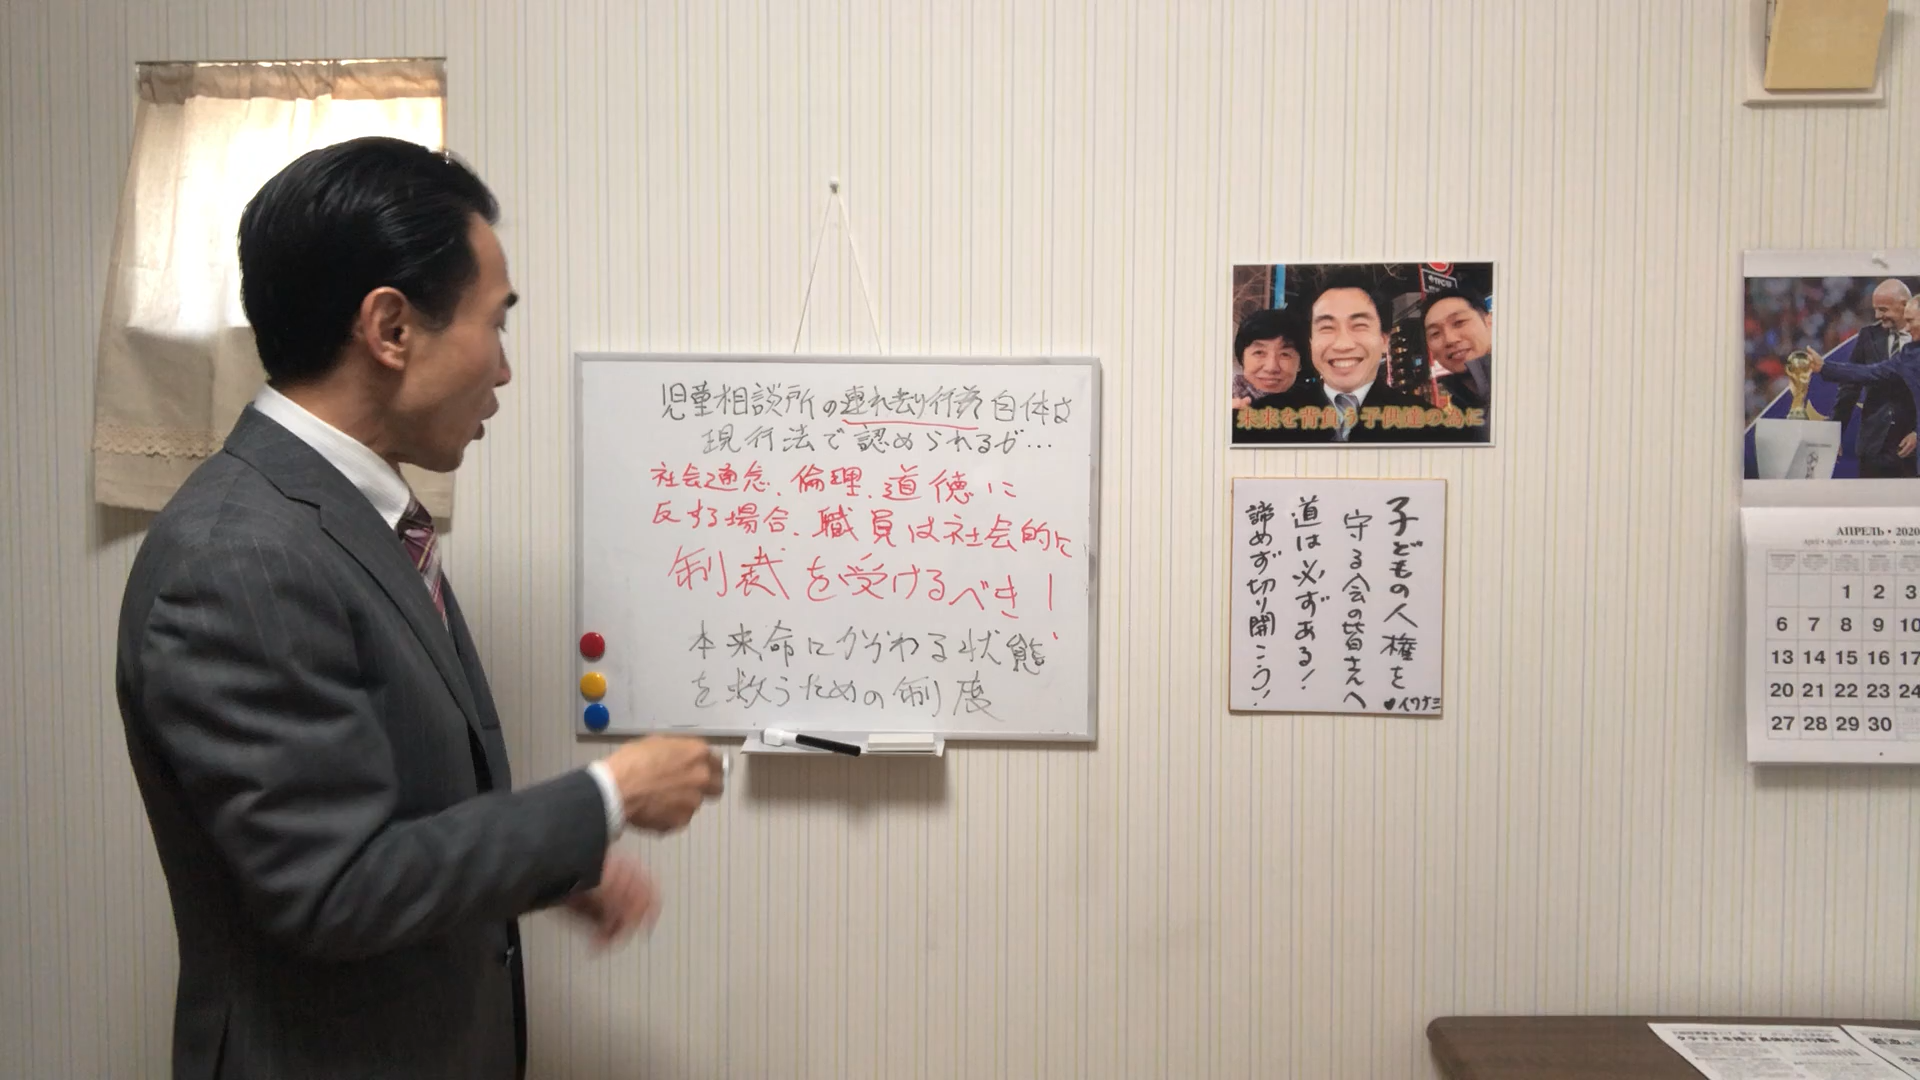 児童相談所の連れ去り行為自体は
現行法で認められるが…
社会通念、倫理、道徳に
反する場合、職員は社会的に
制裁を受けるべき！
本来命にかかわる状態
を救うための制度
未来を背負う子供達の為に
子どもの人権を
守る会の皆さんへ
道は必ずある！
諦めず切り開こう！
♥イワナミ
АПРЕЛЬ • 2020
1 2 3
6 7 8 9 10
13 14 15 16 17
20 21 22 23 24
27 28 29 30